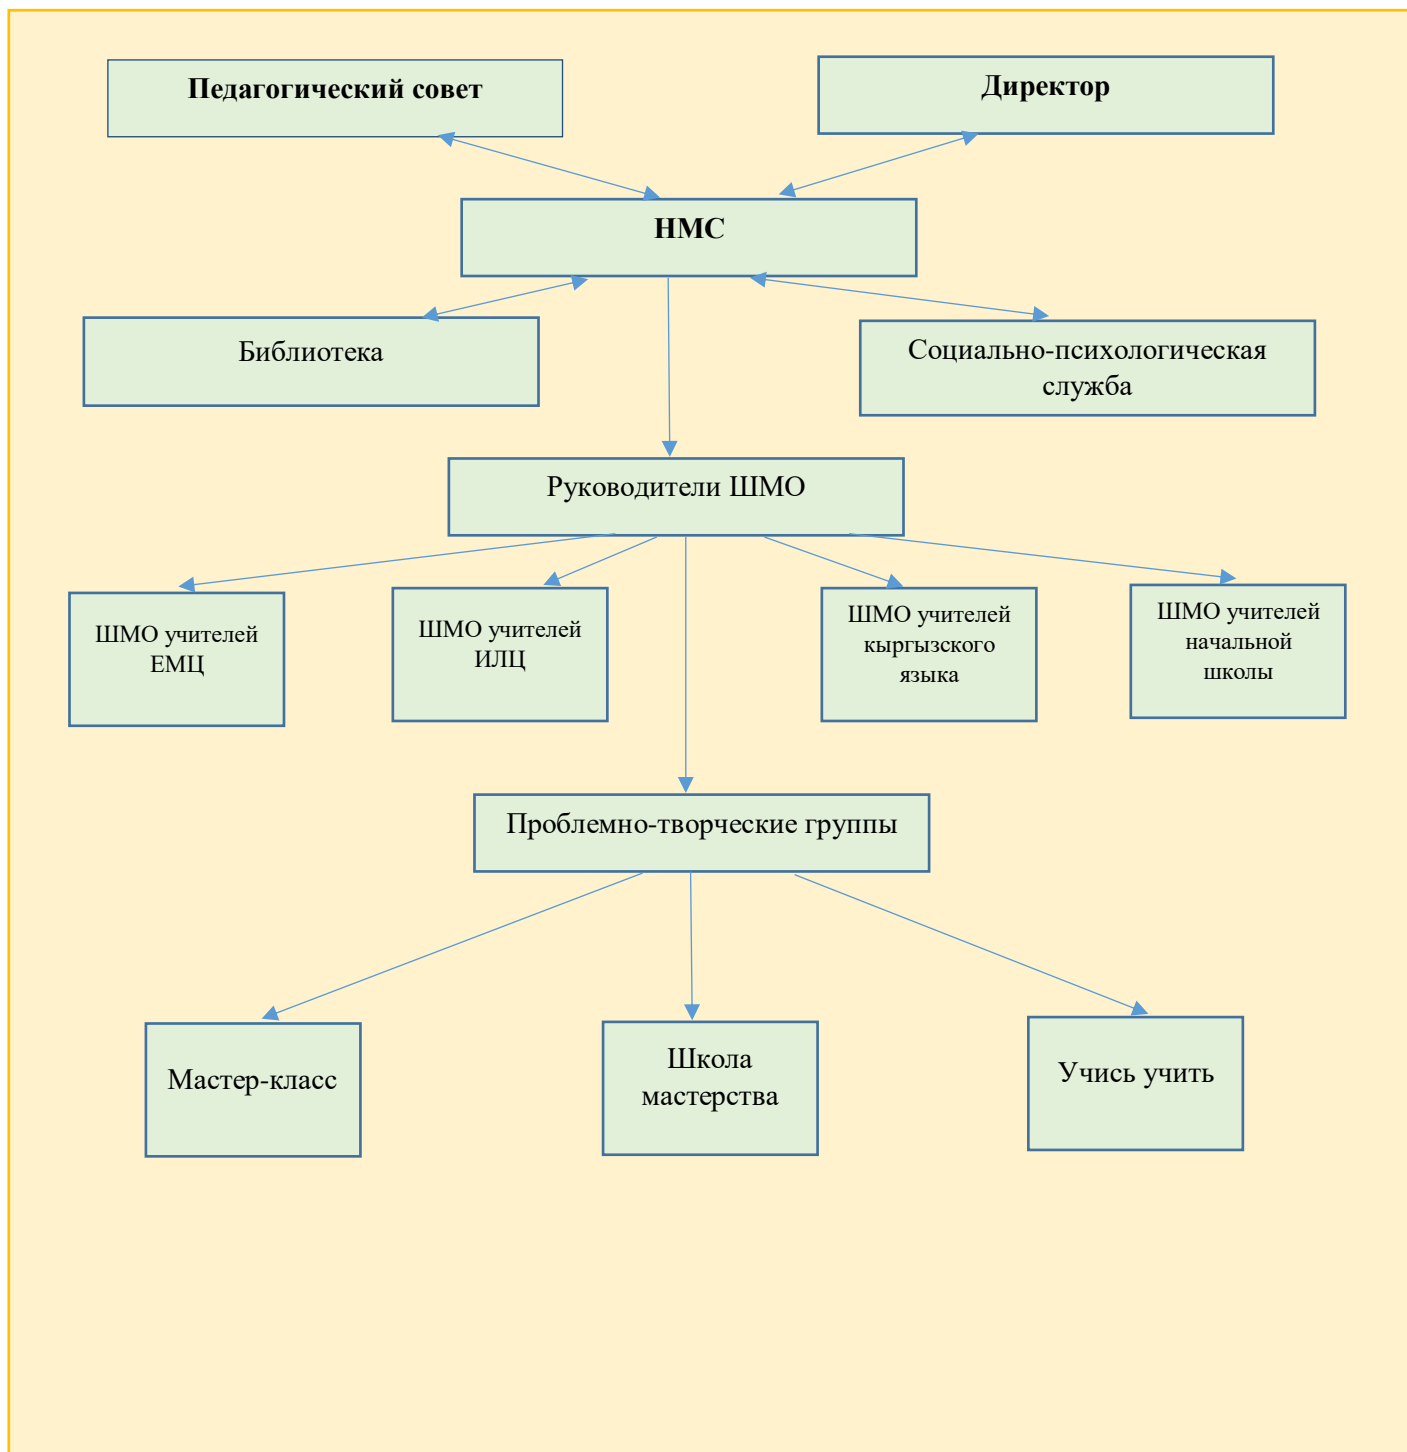 Педагогический совет
Директор
НМС
Библиотека
Социально-психологическая
служба
Руководители ШМО
ШМО учителей
ЕМЦ
ШМО учителей
ИЛЦ
ШМО учителей
кыргызского
языка
ШМО учителей
начальной
школы
Проблемно-творческие группы
Мастер-класс
Школа
мастерства
Учись учить